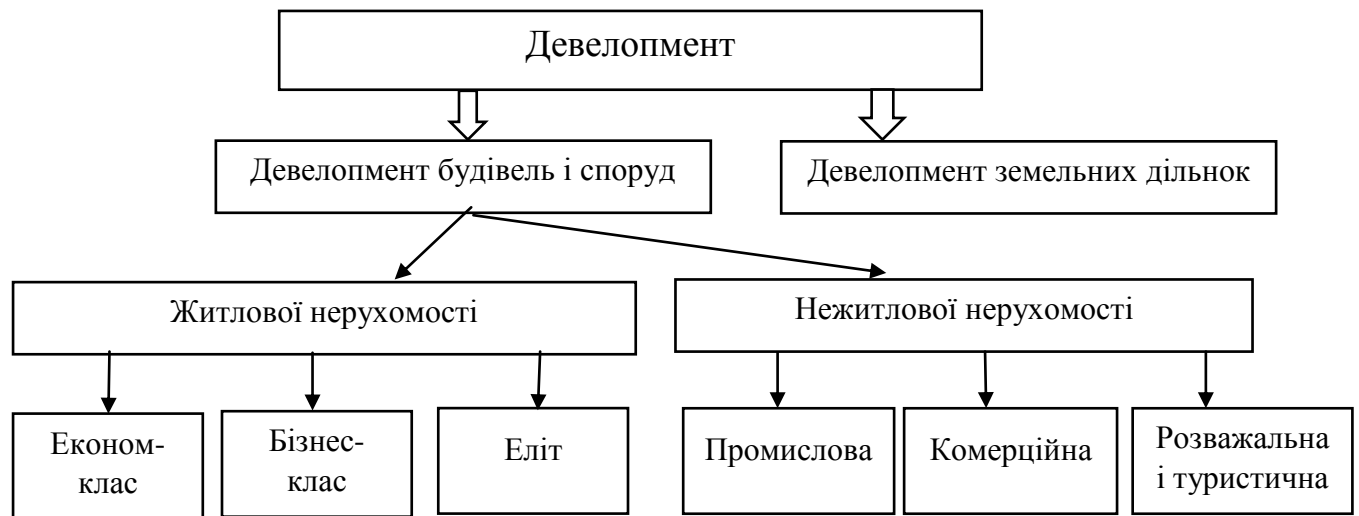 Девелопмент
Девелопмент будівель і споруд
Девелопмент земельних дільнок
Житлової нерухомості
Нежитлової нерухомості
Економ-
клас
Бізнес-
клас
Еліт
Промислова
Комерційна
Розважальна
і туристична